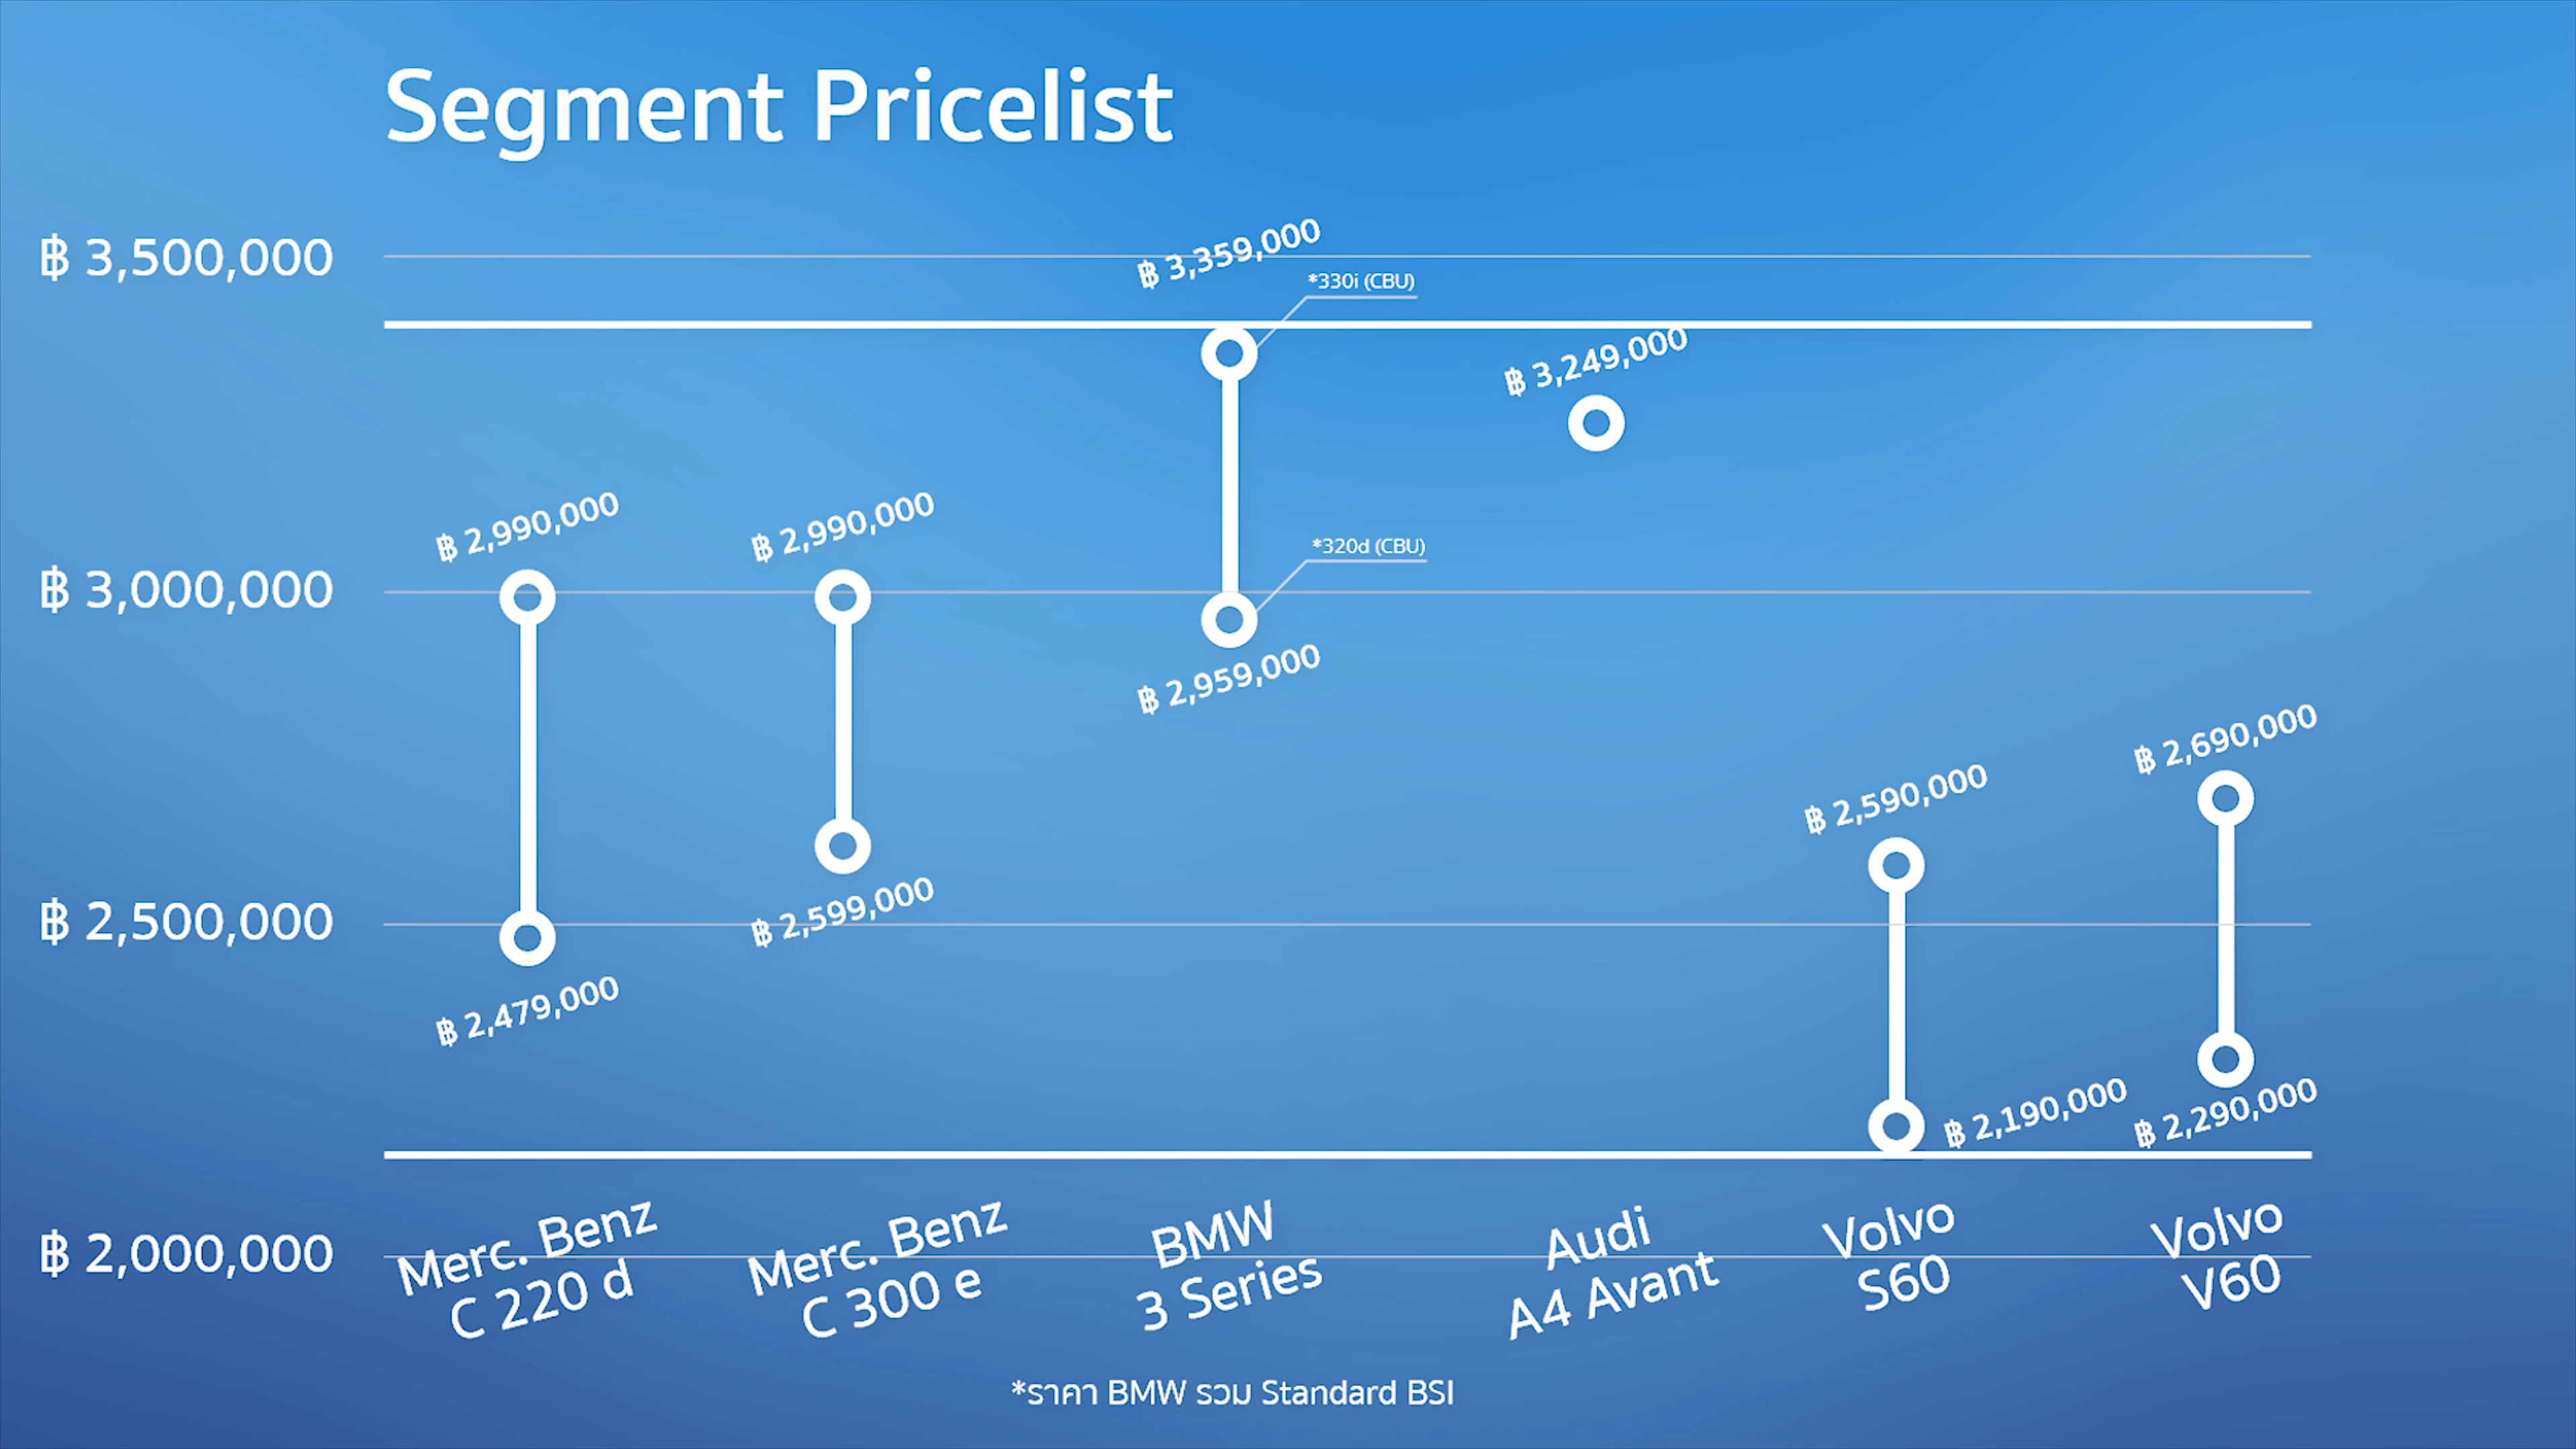 Segment Pricelist
฿ 3,500,000
฿ 3,000,000
฿ 2,500,000
฿ 2,000,000
฿ 2,990,000
฿ 2,479,000
฿ 2,990,000
฿ 2,599,000
฿ 3,359,000
*330i (CBU)
*320d (CBU)
฿ 2,959,000
฿ 3,249,000
฿ 2,590,000
฿ 2,190,000
฿ 2,690,000
฿ 2,290,000
Merc. Benz
C 220 d
Merc. Benz
C 300 e
BMW
3 Series
Audi
A4 Avant
Volvo
S60
Volvo
V60
*ราคา BMW รวม Standard BSI